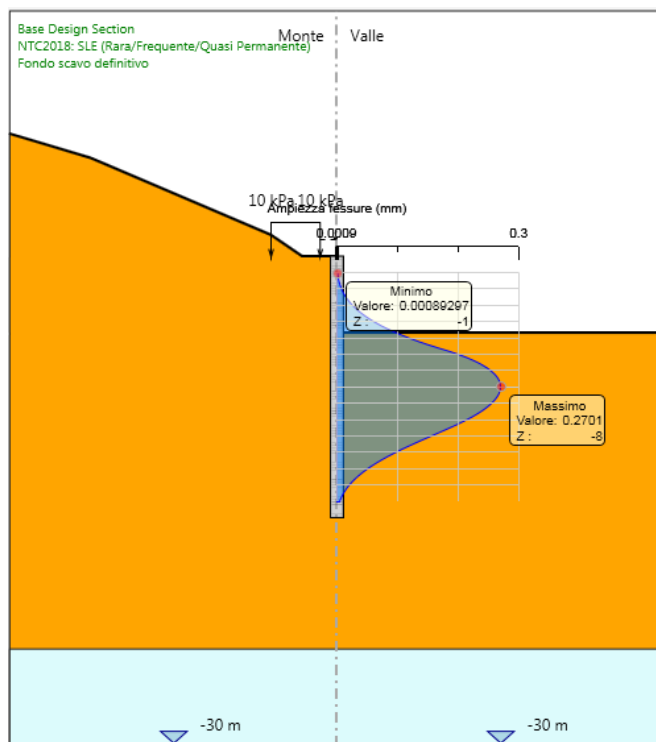 Base Design Section
NTC2018: SLE (Rara/Frequente/Quasi Permanente)
Fondo scavo definitivo
Monte
Valle
10 kPa 10 kPa
Ampiezza fessure (mm)
0.0009
0.3
Minimo
Valore: 0.00089297
Z : -1
Massimo
Valore: 0.2701
Z : -8
-30 m
-30 m